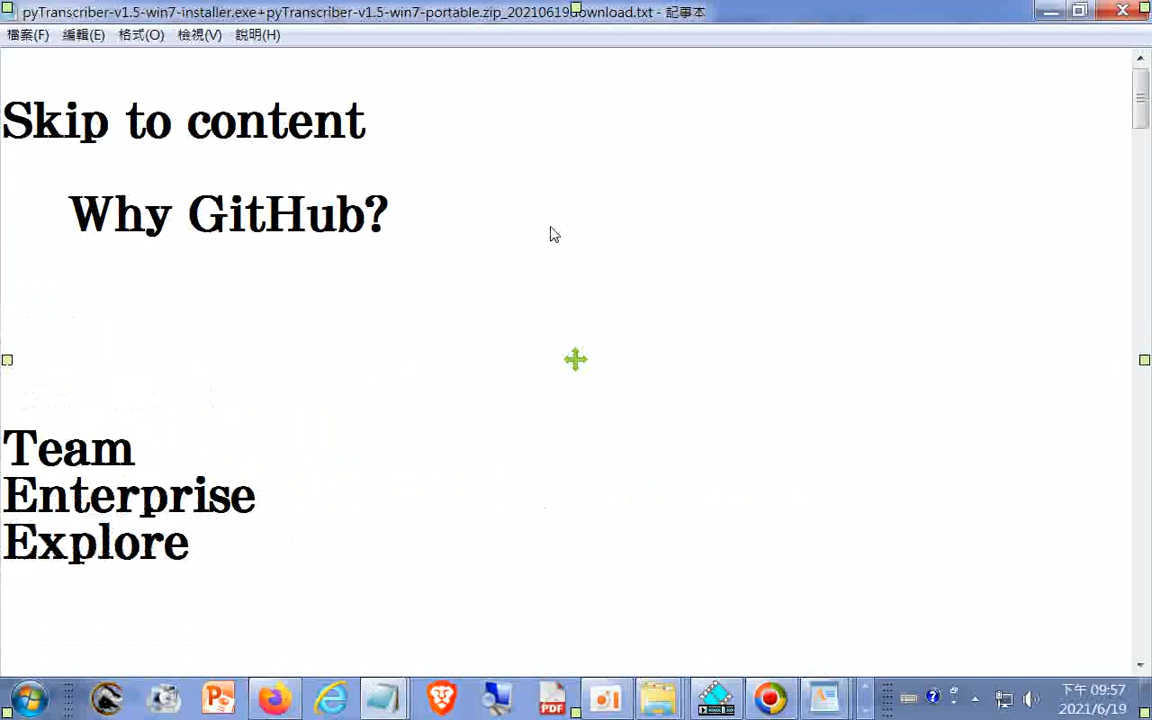 pyTranscriber-v1.5-win7-installer.exe+pyTranscriber-v1.5-win7-portable.zip_20210619download.txt - 記事本
檔案(F) 編輯(E) 格式(O) 檢視(V) 說明(H)
Skip to content
Why GitHub?
Team
Enterprise
Explore
PDF
下午 09:57
2021/6/19